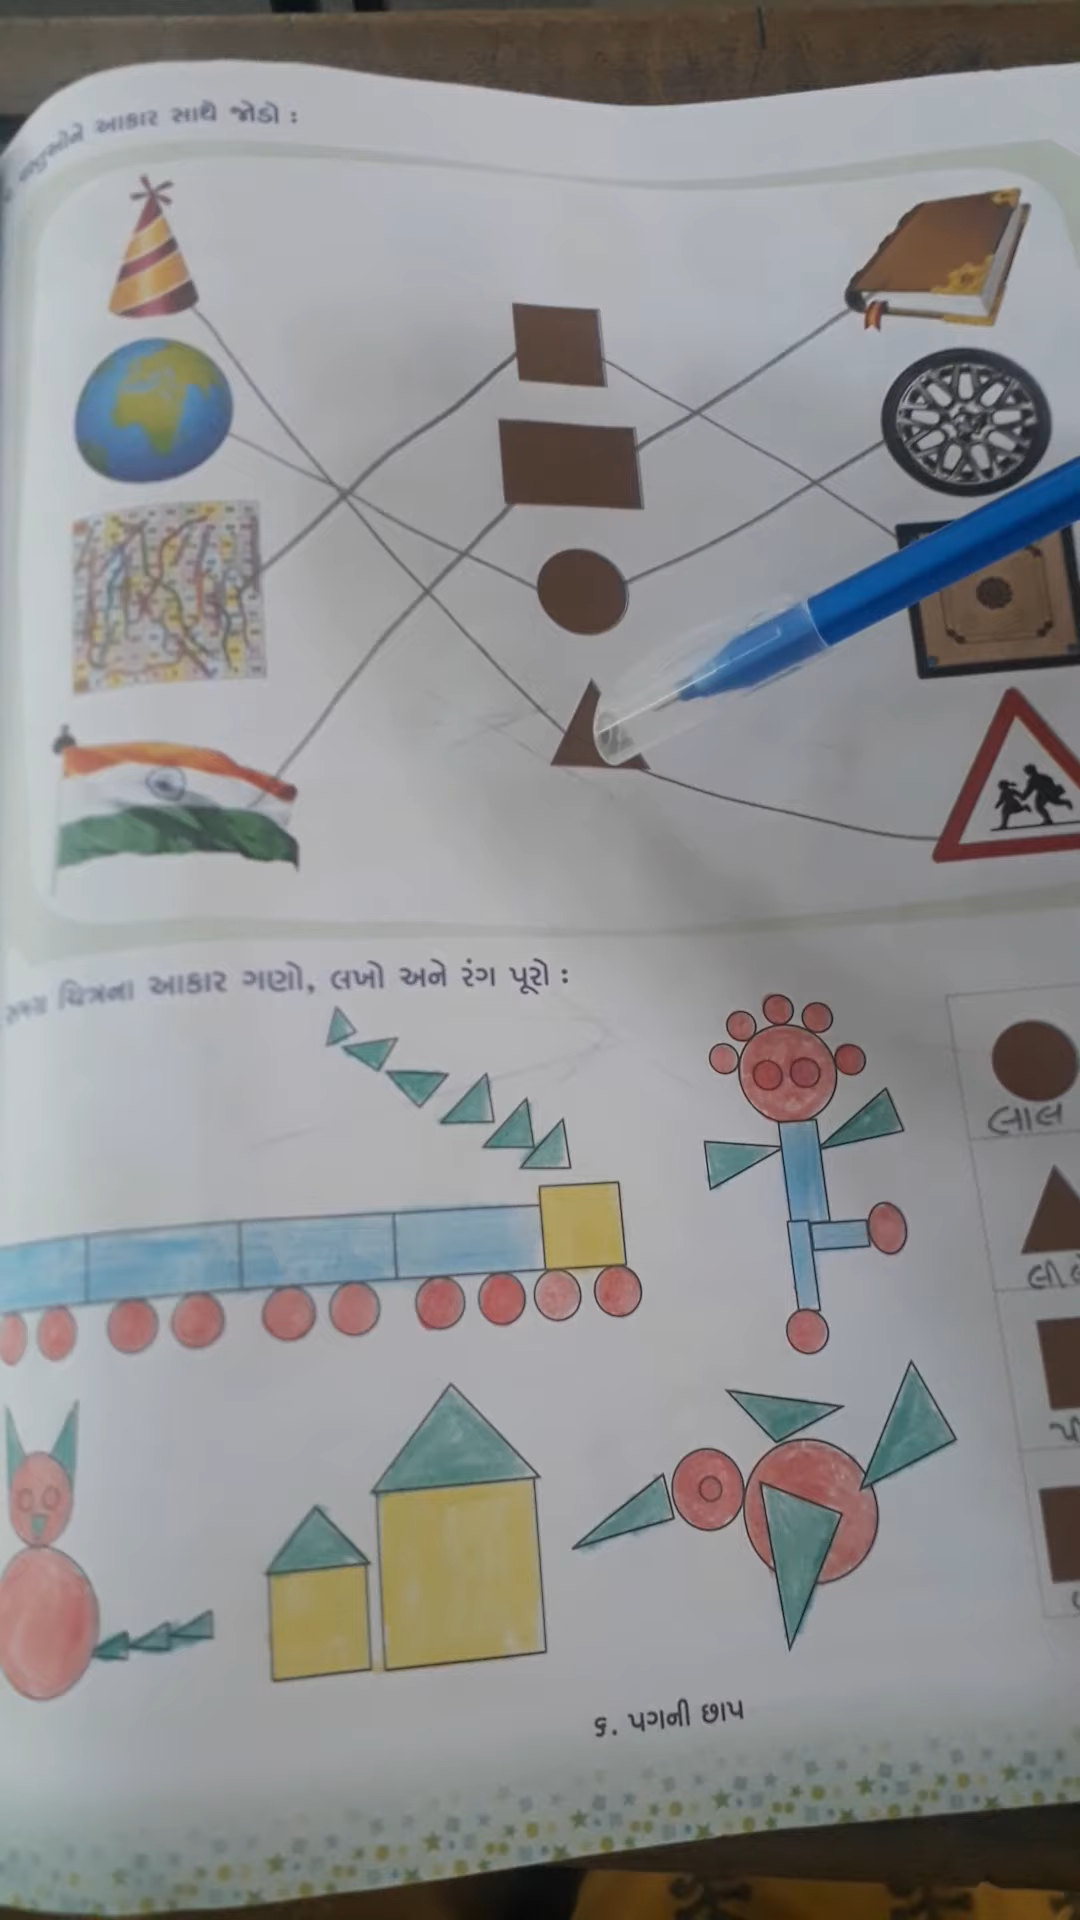 આકાર સાથે જોડો :
ચિત્રના આકાર ગણો, લખો અને રંગ પૂરો :
લાલ
૬. પગની છાપ